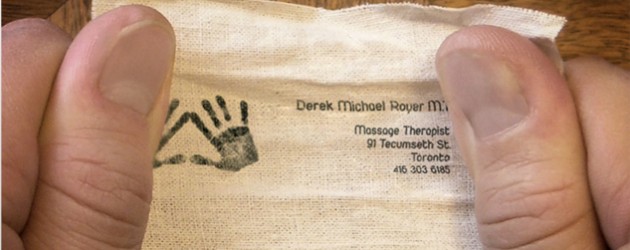 Derek Michael Royer M.T
Massage Therapist
91 Tecumseth St.
Toronto
416 303 6185